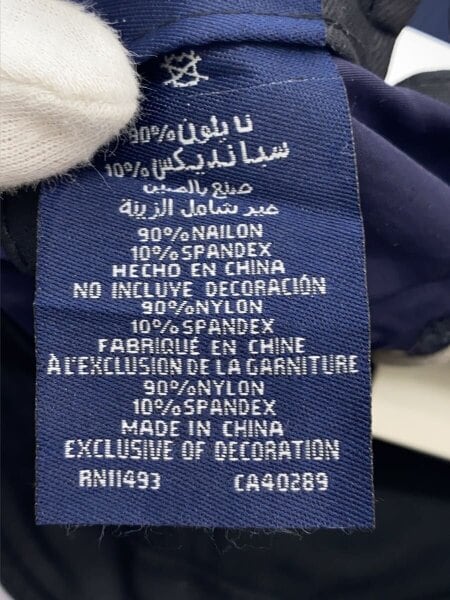 نايلون 90%
سباندیکس 10%
صنع بالصين
غير شامل الزينة
90%NAILON
10%SPANDEX
HECHO EN CHINA
NO INCLUYE DECORACIÓN
90%NYLON
10%SPANDEX
FABRIQUÉ EN CHINE
À L'EXCLUSION DE LA GARNITURE
90%NYLON
10%SPANDEX
MADE IN CHINA
EXCLUSIVE OF DECORATION
RN11493 CA40289